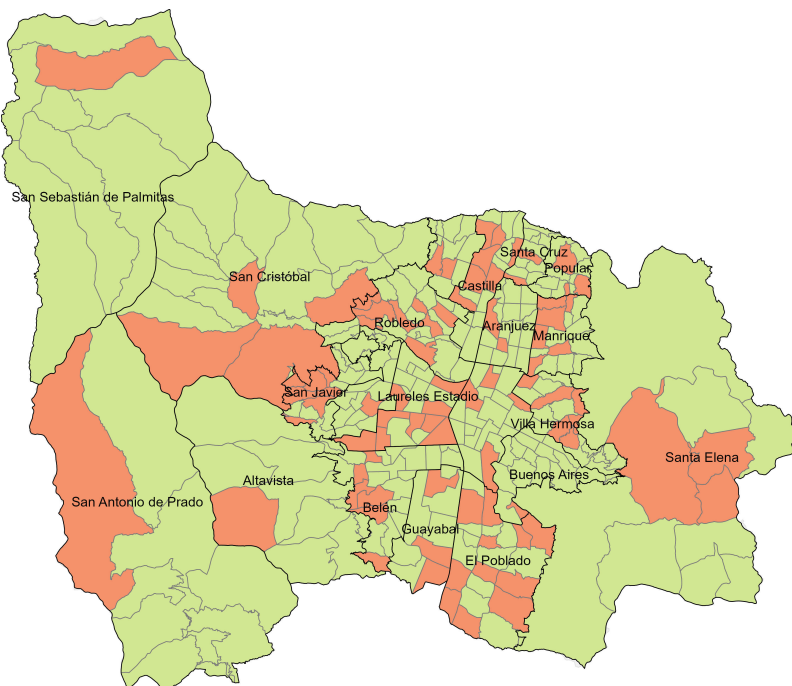 San Sebastián de Palmitas
Santa Cruz
Popular
San Cristóbal
Castilla
Robledo
Aranjuez
Manrique
San Javier
Laureles Estadio
Villa Hermosa
Santa Elena
Buenos Aires
Altavista
San Antonio de Prado
Belén
Guayabal
El Poblado